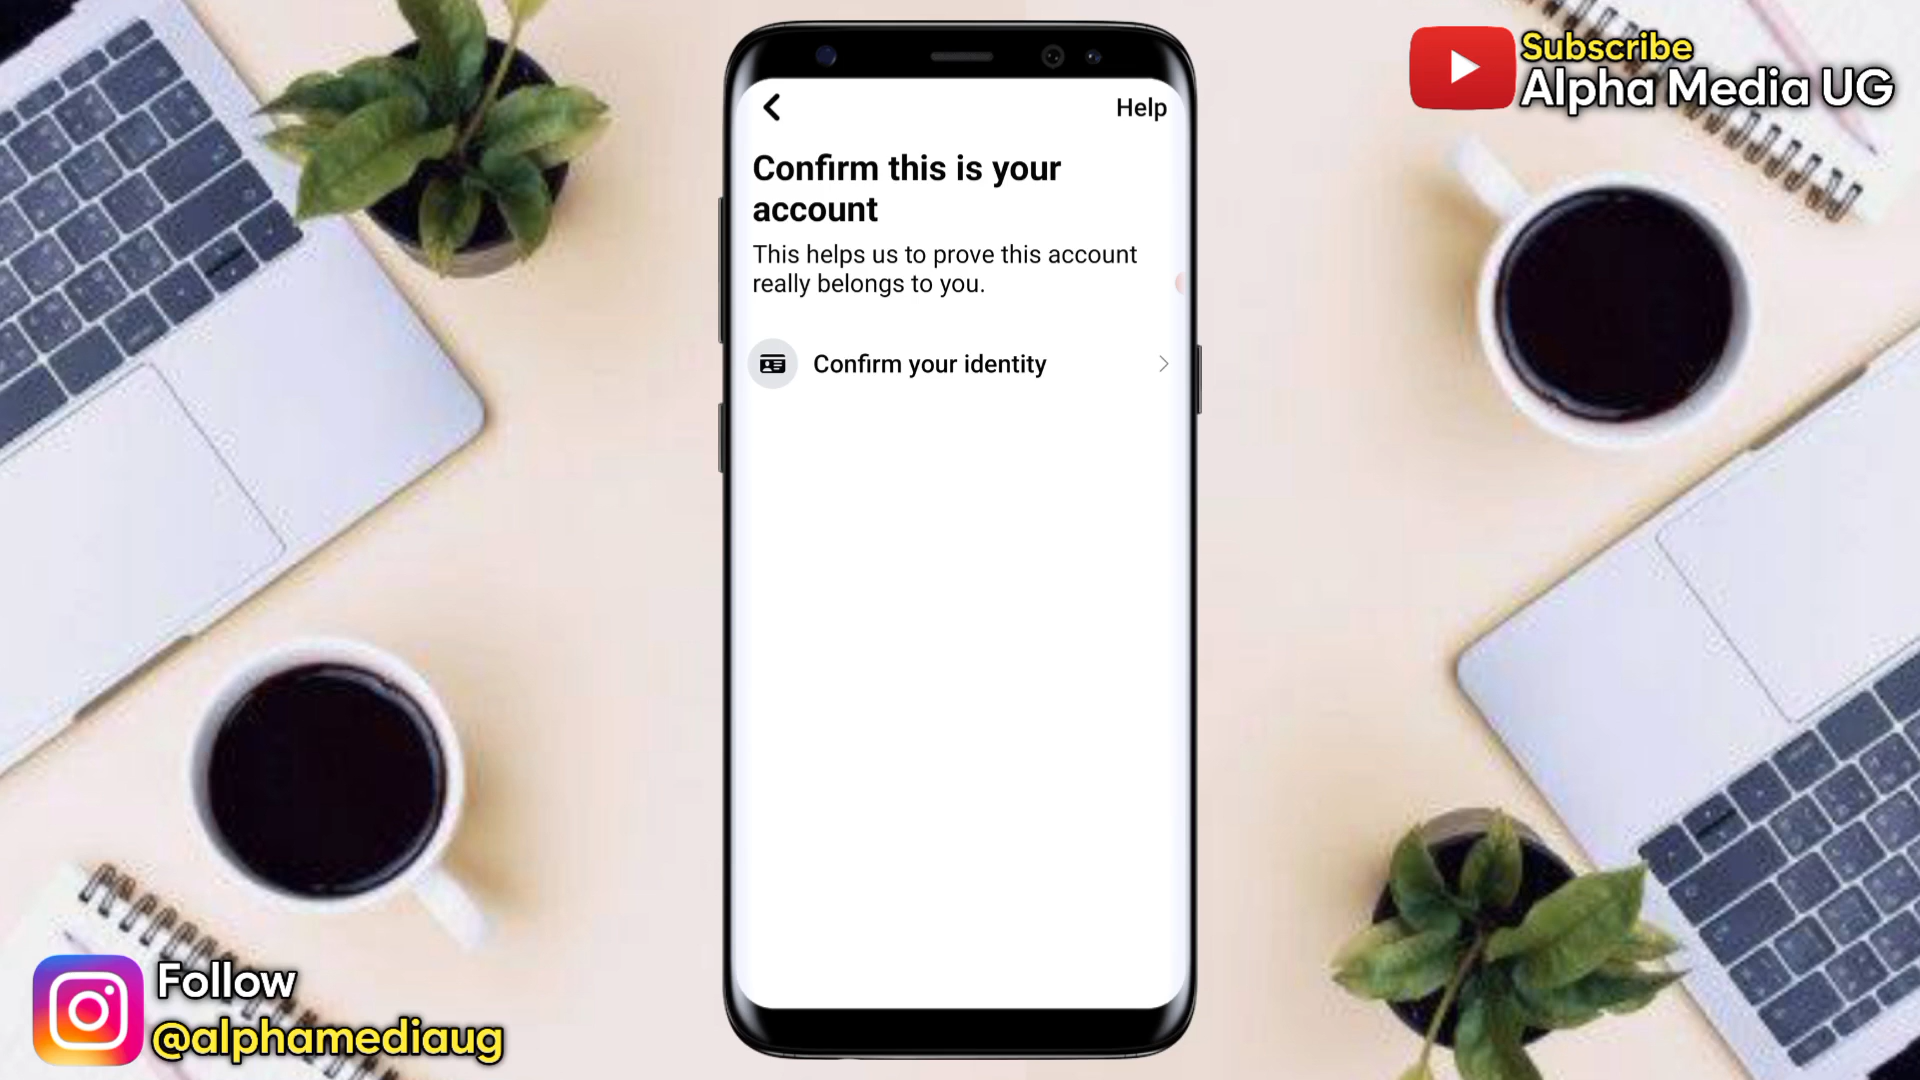 Subscribe
Alpha Media UG
Help
Confirm this is your
account
This helps us to prove this account
really belongs to you.
Confirm your identity
Follow
@alphamediaug